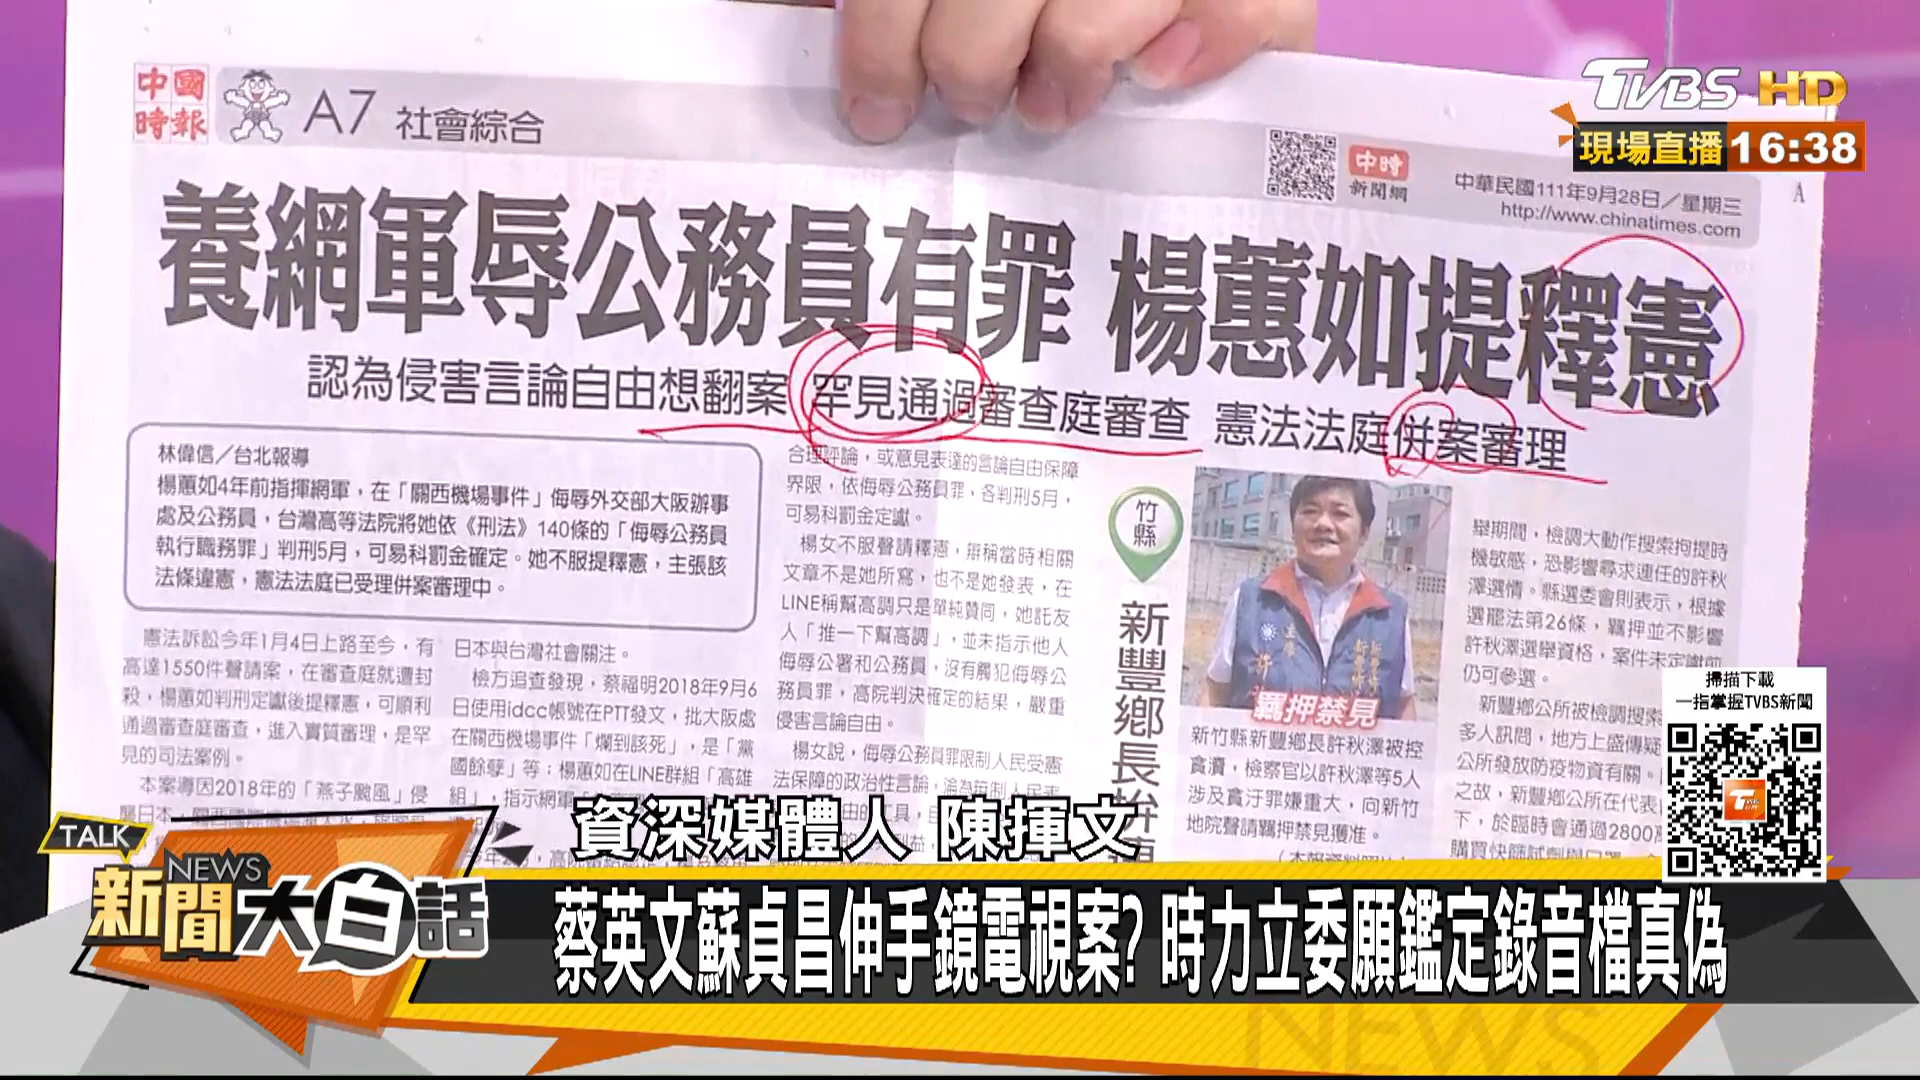 中國時報
A7 社會綜合
中時新聞網
中華民國111年9月28日／星期三
http://www.chinatimes.com
A
TVBS HD
現場直播 16:38
養網軍辱公務員有罪 楊蕙如提釋憲
認為侵害言論自由想翻案 罕見通過審查庭審查 憲法法庭併案審理
林偉信／台北報導
楊蕙如4年前指揮網軍，在「關西機場事件」侮辱外交部大阪辦事
處及公務員，台灣高等法院將她依《刑法》140條的「侮辱公務員
執行職務罪」判刑5月，可易科罰金確定。她不服提釋憲，主張該
法條違憲，憲法法庭已受理併案審理中。
憲法訴訟今年1月4日上路至今，有
高達1550件聲請案，在審查庭就遭封
殺，楊蕙如判刑定讞後提釋憲，可順利
通過審查庭審查，進入實質審理，是罕
見的司法案例。
本案導因2018年的「燕子颱風」侵
日本與台灣社會關注。
檢方追查發現，蔡福明2018年9月6
日使用idcc帳號在PTT發文，批大阪處
在關西機場事件「爛到該死」，是「黨
國餘孽」等；楊蕙如在LINE群組「高雄
組」，指示網軍
合理評論，或意見表達的言論自由保障
界限，依侮辱公務員罪，各判刑5月，
可易科罰金定讞。
楊女不服聲請釋憲，辯稱當時相關
文章不是她所寫，也不是她發表，在
LINE稱幫高調只是單純贊同，她託友
人「推一下幫高調」，並未指示他人
侮辱公署和公務員，沒有觸犯侮辱公
務員罪，高院判決確定的結果，嚴重
侵害言論自由。
楊女說，侮辱公務員罪限制人民受憲
法保障的政治性言論，淪為箝制人民表
竹縣
新豐鄉長
羈押禁見
新竹縣新豐鄉長許秋澤被控
貪瀆，檢察官以許秋澤等5人
涉及貪汙罪嫌重大，向新竹
地院聲請羈押禁見獲准。
舉期間，檢調大動作搜索拘提時
機敏感，恐影響尋求連任的許秋
澤選情。縣選委會則表示，根據
選罷法第26條，羈押並不影響
許秋澤選舉資格，案件未定讞前
仍可參選。
新豐鄉公所被檢調搜索
多人訊問，地方上盛傳疑
公所發放防疫物資有關。
之故，新豐鄉公所在代表
下，於臨時會通過2800萬
購買快篩試劑與口罩
掃描下載
一指掌握TVBS新聞
TVBS
資深媒體人 陳揮文
TALK
NEWS
新聞大白話
蔡英文蘇貞昌伸手鏡電視案? 時力立委願鑑定錄音檔真偽
NEWS